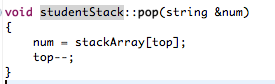 void studentStack::pop(string &num)
{
    num = stackArray[top];
    top--;
}